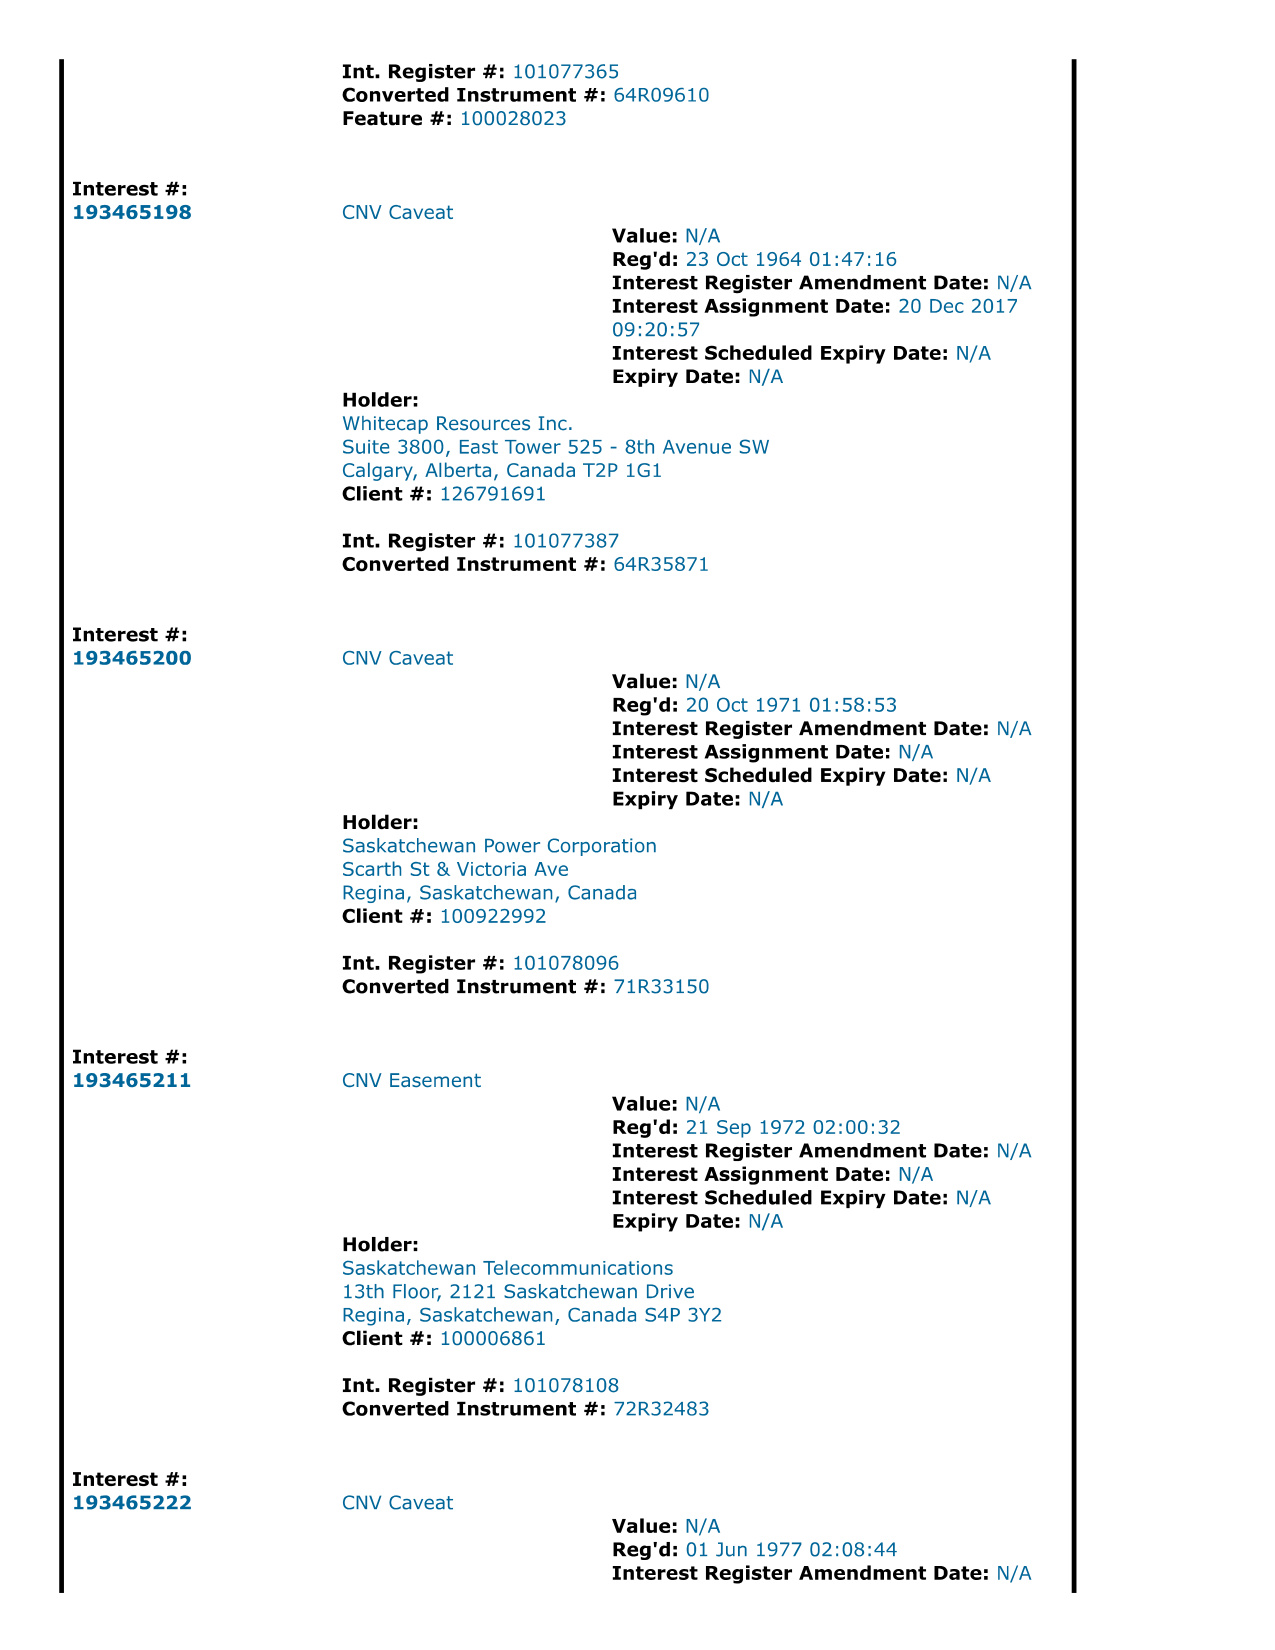 Int. Register #: 101077365
Converted Instrument #: 64R09610
Feature #: 100028023
Interest #:
193465198 CNV Caveat
Value: N/A
Reg'd: 23 Oct 1964 01:47:16
Interest Register Amendment Date: N/A
Interest Assignment Date: 20 Dec 2017
09:20:57
Interest Scheduled Expiry Date: N/A
Expiry Date: N/A
Holder:
Whitecap Resources Inc.
Suite 3800, East Tower 525 - 8th Avenue SW
Calgary, Alberta, Canada T2P 1G1
Client #: 126791691
Int. Register #: 101077387
Converted Instrument #: 64R35871
Interest #:
193465200 CNV Caveat
Value: N/A
Reg'd: 20 Oct 1971 01:58:53
Interest Register Amendment Date: N/A
Interest Assignment Date: N/A
Interest Scheduled Expiry Date: N/A
Expiry Date: N/A
Holder:
Saskatchewan Power Corporation
Scarth St & Victoria Ave
Regina, Saskatchewan, Canada
Client #: 100922992
Int. Register #: 101078096
Converted Instrument #: 71R33150
Interest #:
193465211 CNV Easement
Value: N/A
Reg'd: 21 Sep 1972 02:00:32
Interest Register Amendment Date: N/A
Interest Assignment Date: N/A
Interest Scheduled Expiry Date: N/A
Expiry Date: N/A
Holder:
Saskatchewan Telecommunications
13th Floor, 2121 Saskatchewan Drive
Regina, Saskatchewan, Canada S4P 3Y2
Client #: 100006861
Int. Register #: 101078108
Converted Instrument #: 72R32483
Interest #:
193465222 CNV Caveat
Value: N/A
Reg'd: 01 Jun 1977 02:08:44
Interest Register Amendment Date: N/A